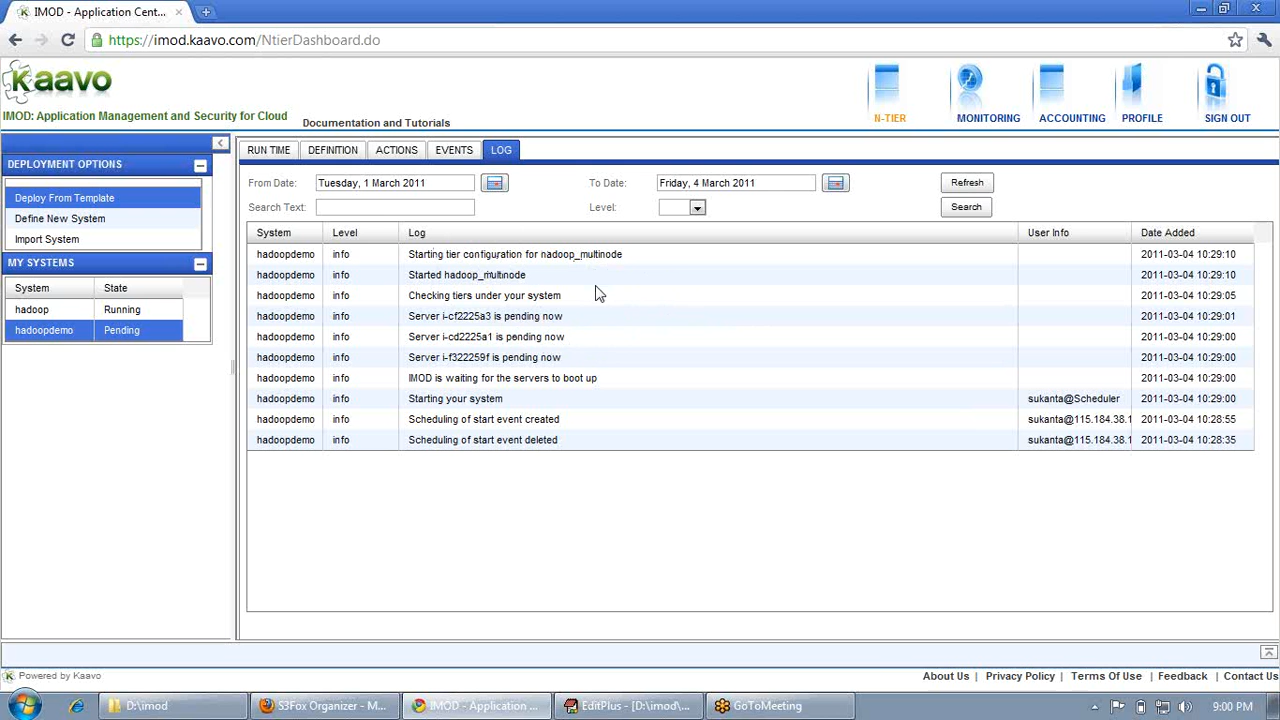 IMOD - Application Cent...
https://imod.kaavo.com/NtierDashboard.do
kaavo
IMOD: Application Management and Security for Cloud
Documentation and Tutorials
N-TIER
MONITORING
ACCOUNTING
PROFILE
SIGN OUT
DEPLOYMENT OPTIONS
Deploy From Template
Define New System
Import System
MY SYSTEMS
System State
hadoop Running
hadoopdemo Pending
RUN TIME DEFINITION ACTIONS EVENTS LOG
From Date: Tuesday, 1 March 2011 To Date: Friday, 4 March 2011 Refresh
Search Text: Level: Search
System Level Log User Info Date Added
hadoopdemo info Starting tier configuration for hadoop_multinode 2011-03-04 10:29:10
hadoopdemo info Started hadoop_multinode 2011-03-04 10:29:10
hadoopdemo info Checking tiers under your system 2011-03-04 10:29:05
hadoopdemo info Server i-cf2225a3 is pending now 2011-03-04 10:29:01
hadoopdemo info Server i-cd2225a1 is pending now 2011-03-04 10:29:00
hadoopdemo info Server i-f322259f is pending now 2011-03-04 10:29:00
hadoopdemo info IMOD is waiting for the servers to boot up 2011-03-04 10:29:00
hadoopdemo info Starting your system sukanta@Scheduler 2011-03-04 10:29:00
hadoopdemo info Scheduling of start event created sukanta@115.184.38.1 2011-03-04 10:28:55
hadoopdemo info Scheduling of start event deleted sukanta@115.184.38.1 2011-03-04 10:28:35
Powered by Kaavo
About Us | Privacy Policy | Terms Of Use | Feedback | Contact Us
D:\imod
S3Fox Organizer - M...
IMOD - Application ...
EditPlus - [D:\imod\...
GoToMeeting
9:00 PM